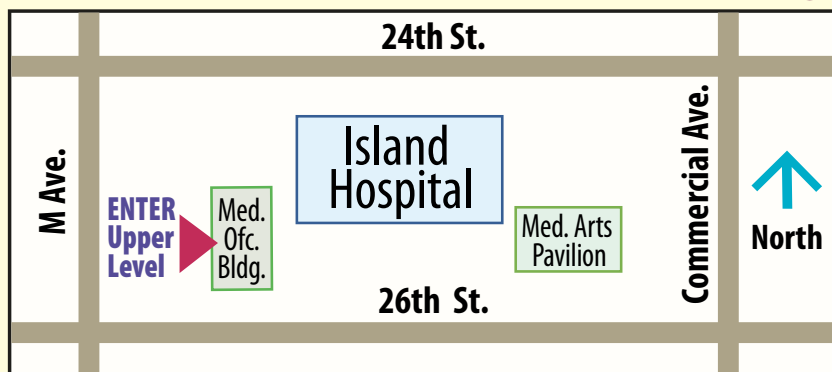 24th St.
M Ave.
ENTER
Upper
Level
Med.
Ofc.
Bldg.
Island
Hospital
Med. Arts
Pavilion
Commercial Ave.
North
26th St.